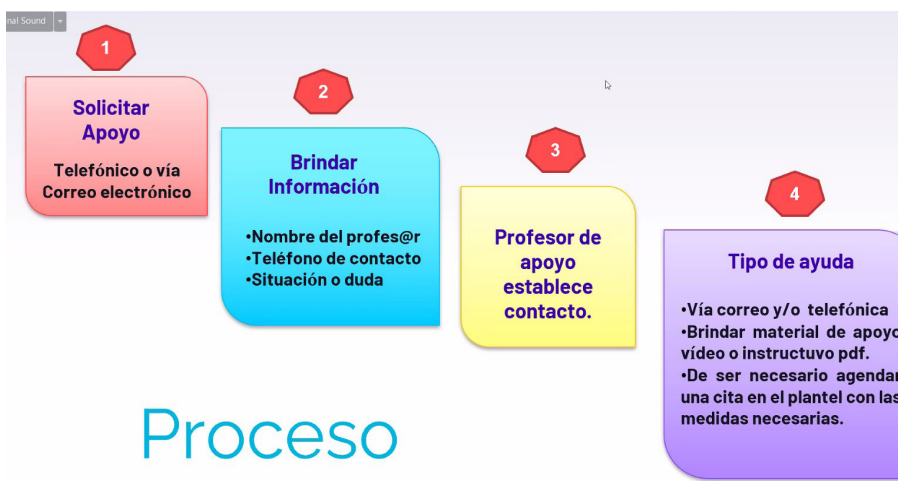 nal Sound
1
Solicitar
Apoyo
Telefónico o vía
Correo electrónico
2
Brindar
Información
•Nombre del profes@r
•Teléfono de contacto
•Situación o duda
3
Profesor de
apoyo
establece
contacto.
4
Tipo de ayuda
•Vía correo y/o telefónica
•Brindar material de apoyo
vídeo o instructuvo pdf.
•De ser necesario agendar
una cita en el plantel con las
medidas necesarias.
Proceso